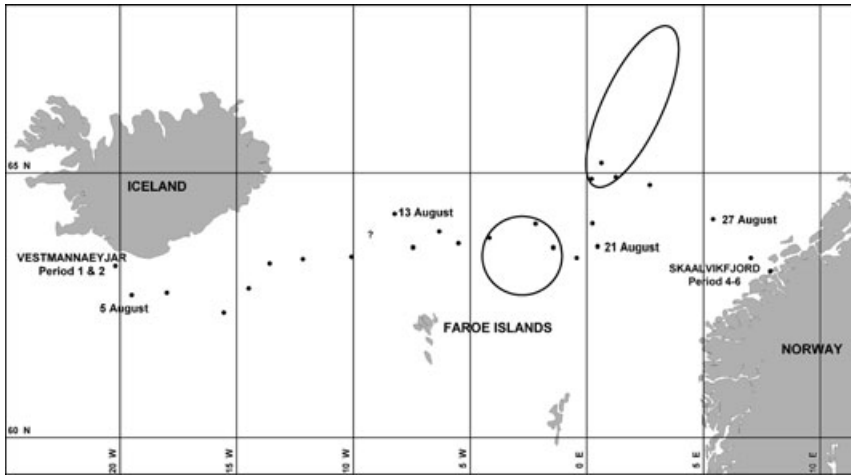 65 N
ICELAND
13 August
?
27 August
21 August
VESTMANNAEYJAR
Period 1 & 2
SKAALVIKFJORD
Period 4-6
5 August
FAROE ISLANDS
NORWAY
60 N
20 W
15 W
10 W
5 W
0 E
5 E
10 E